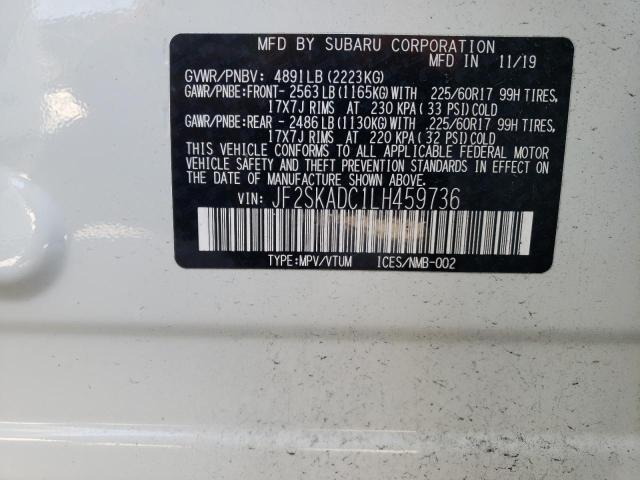 MFD BY SUBARU CORPORATION MFD IN 11/19
GVWR/PNBV: 4891LB (2223KG)
GAWR/PNBE:FRONT- 2563 LB (1165KG) WITH 225/60R17 99H TIRES,
17X7J RIMS AT 230 KPA (33 PSI) COLD
GAWR/PNBE:REAR - 2486 LB (1130KG) WITH 225/60R17 99H TIRES,
17X7J RIMS AT 220 KPA (32 PSI) COLD
THIS VEHICLE CONFORMS TO ALL APPLICABLE FEDERAL MOTOR
VEHICLE SAFETY AND THEFT PREVENTION STANDARDS IN EFFECT
ON THE DATE OF MANUFACTURE SHOWN ABOVE.
VIN: JF2SKADC1LH459736
TYPE:MPV/VTUM ICES/NMB-002